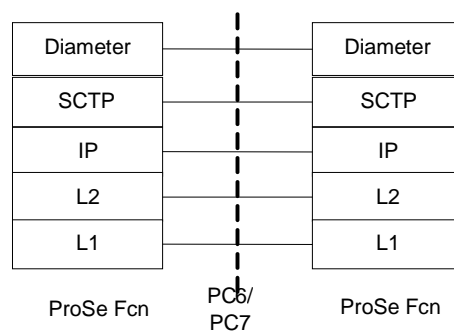 Diameter Diameter
SCTP SCTP
IP IP
L2 L2
L1 L1
ProSe Fcn PC6/ ProSe Fcn
PC7